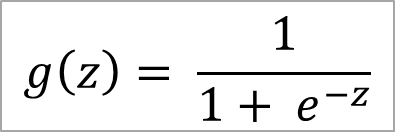 g(z) = 1 / (1 + e^{-z})